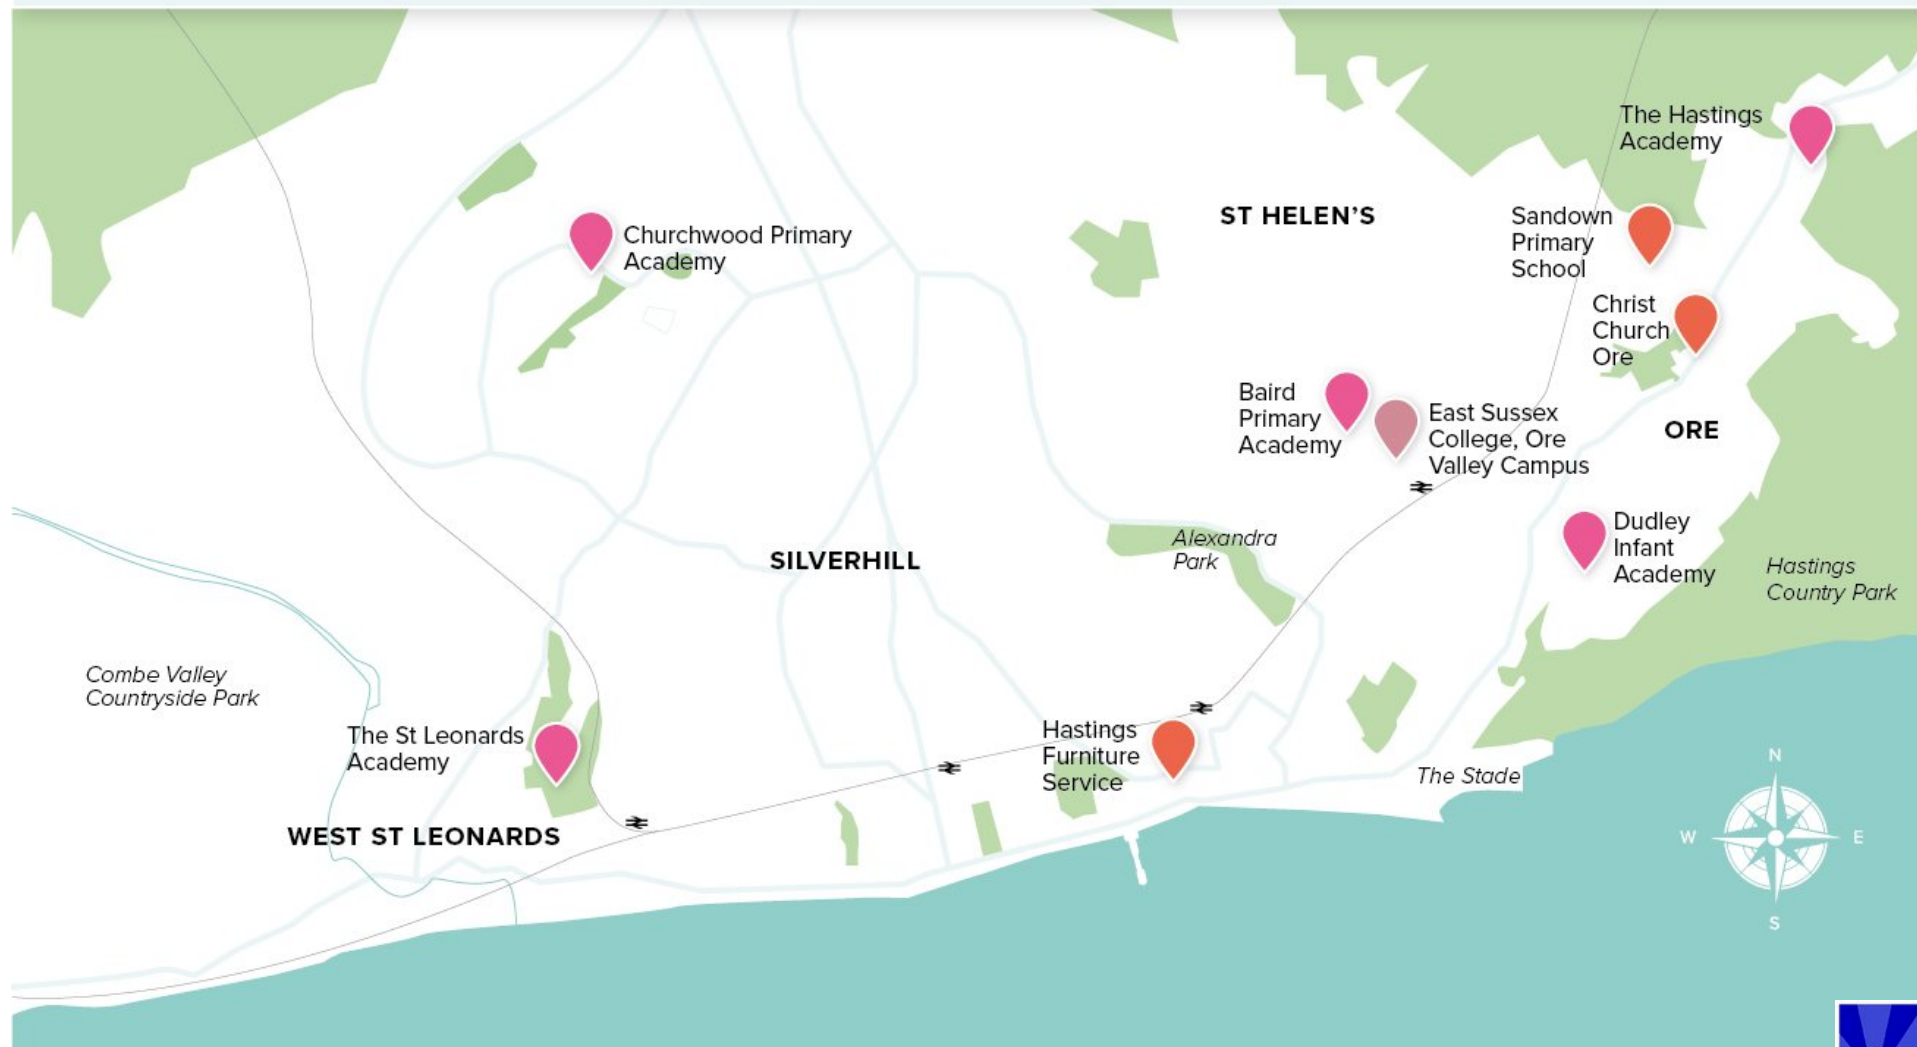 The Hastings
Academy
ST HELEN'S
Sandown
Primary
School
Churchwood Primary
Academy
Christ
Church
Ore
Baird
Primary
Academy
East Sussex
College, Ore
Valley Campus
ORE
Dudley
Infant
Academy
Alexandra
Park
SILVERHILL
Hastings
Country Park
Combe Valley
Countryside Park
The St Leonards
Academy
Hastings
Furniture
Service
The Stade
WEST ST LEONARDS
N
W
E
S